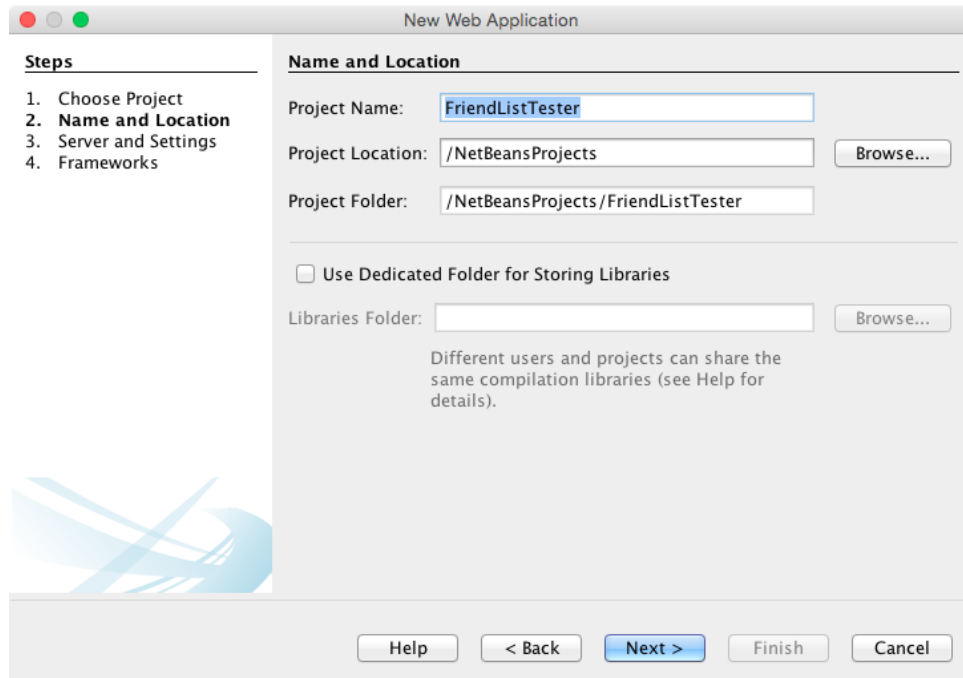 New Web Application
Steps
1. Choose Project
2. Name and Location
3. Server and Settings
4. Frameworks
Name and Location
Project Name: FriendListTester
Project Location: /NetBeansProjects Browse...
Project Folder: /NetBeansProjects/FriendListTester
Use Dedicated Folder for Storing Libraries
Libraries Folder: Browse...
Different users and projects can share the
same compilation libraries (see Help for
details).
Help < Back Next > Finish Cancel